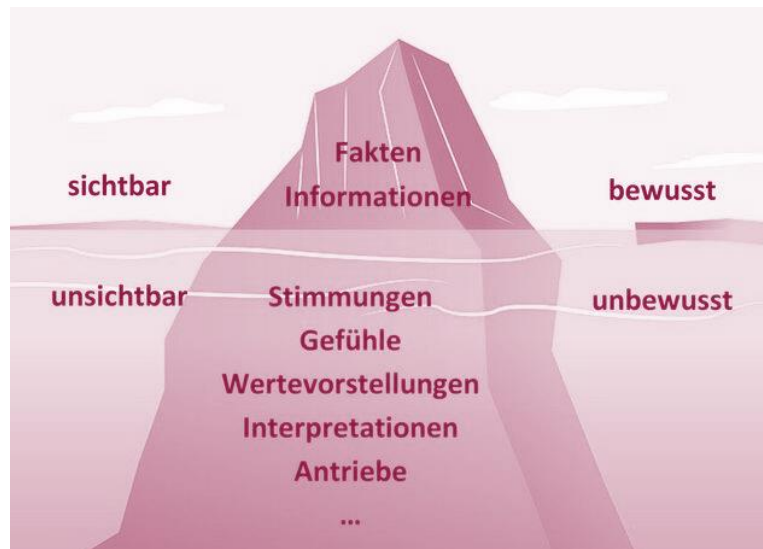 Fakten
sichtbar
Informationen
bewusst
unsichtbar
Stimmungen
unbewusst
Gefühle
Wertevorstellungen
Interpretationen
Antriebe
...